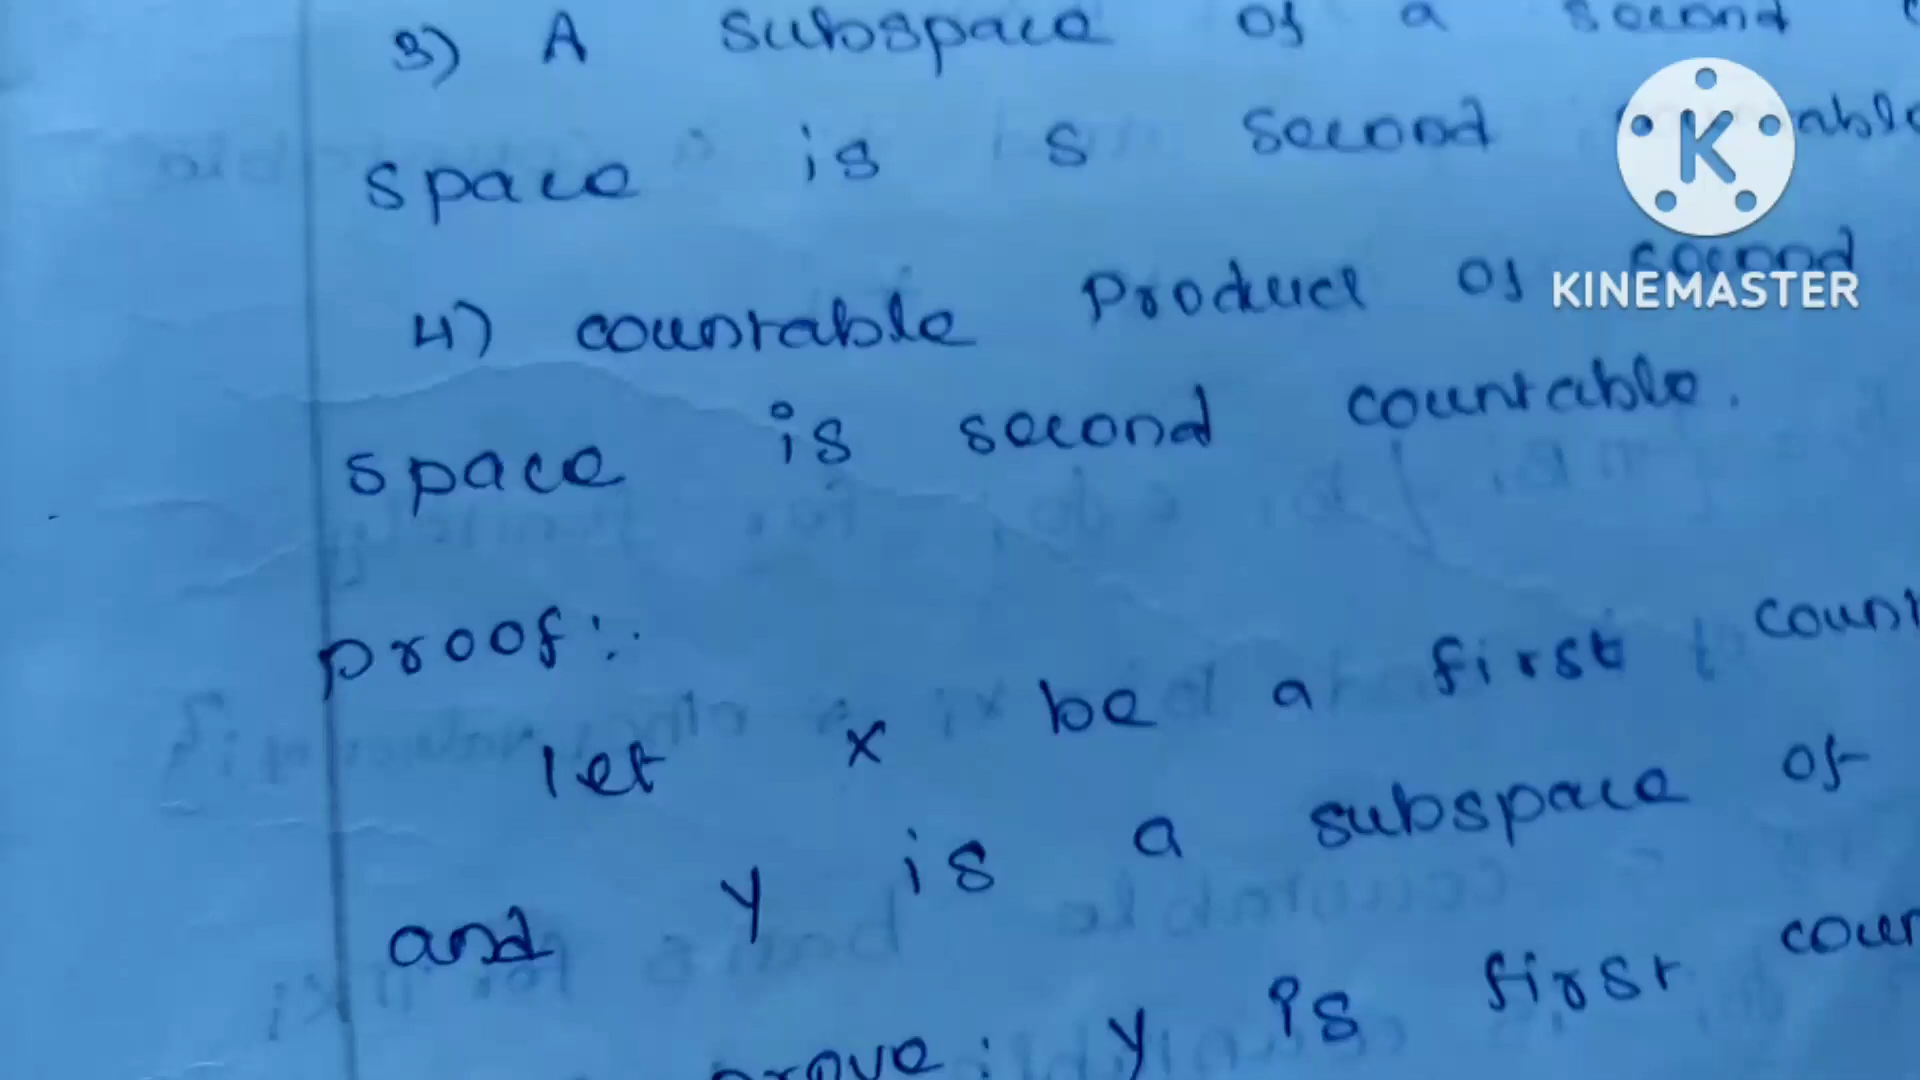 3) A subspace of a second
space is s second
4) countable product of second
space is second countable.
proof:
let x be a first
and y is a subspace of
prove: y is first
K
KINEMASTER